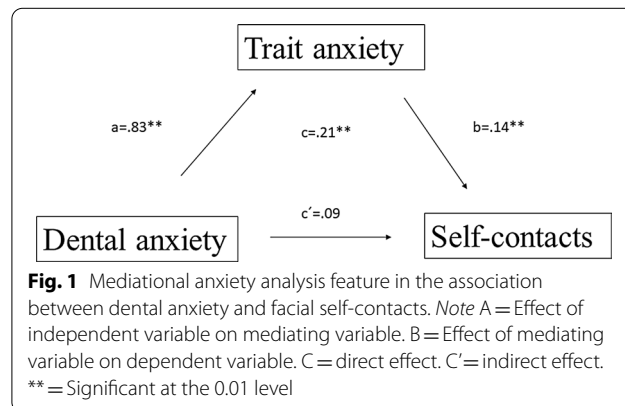 Trait anxiety
a=.83**
c=.21**
b=.14**
c´=.09
Dental anxiety
Self-contacts
Fig. 1 Mediational anxiety analysis feature in the association
between dental anxiety and facial self-contacts. Note A = Effect of
independent variable on mediating variable. B = Effect of mediating
variable on dependent variable. C = direct effect. C’ = indirect effect.
** = Significant at the 0.01 level